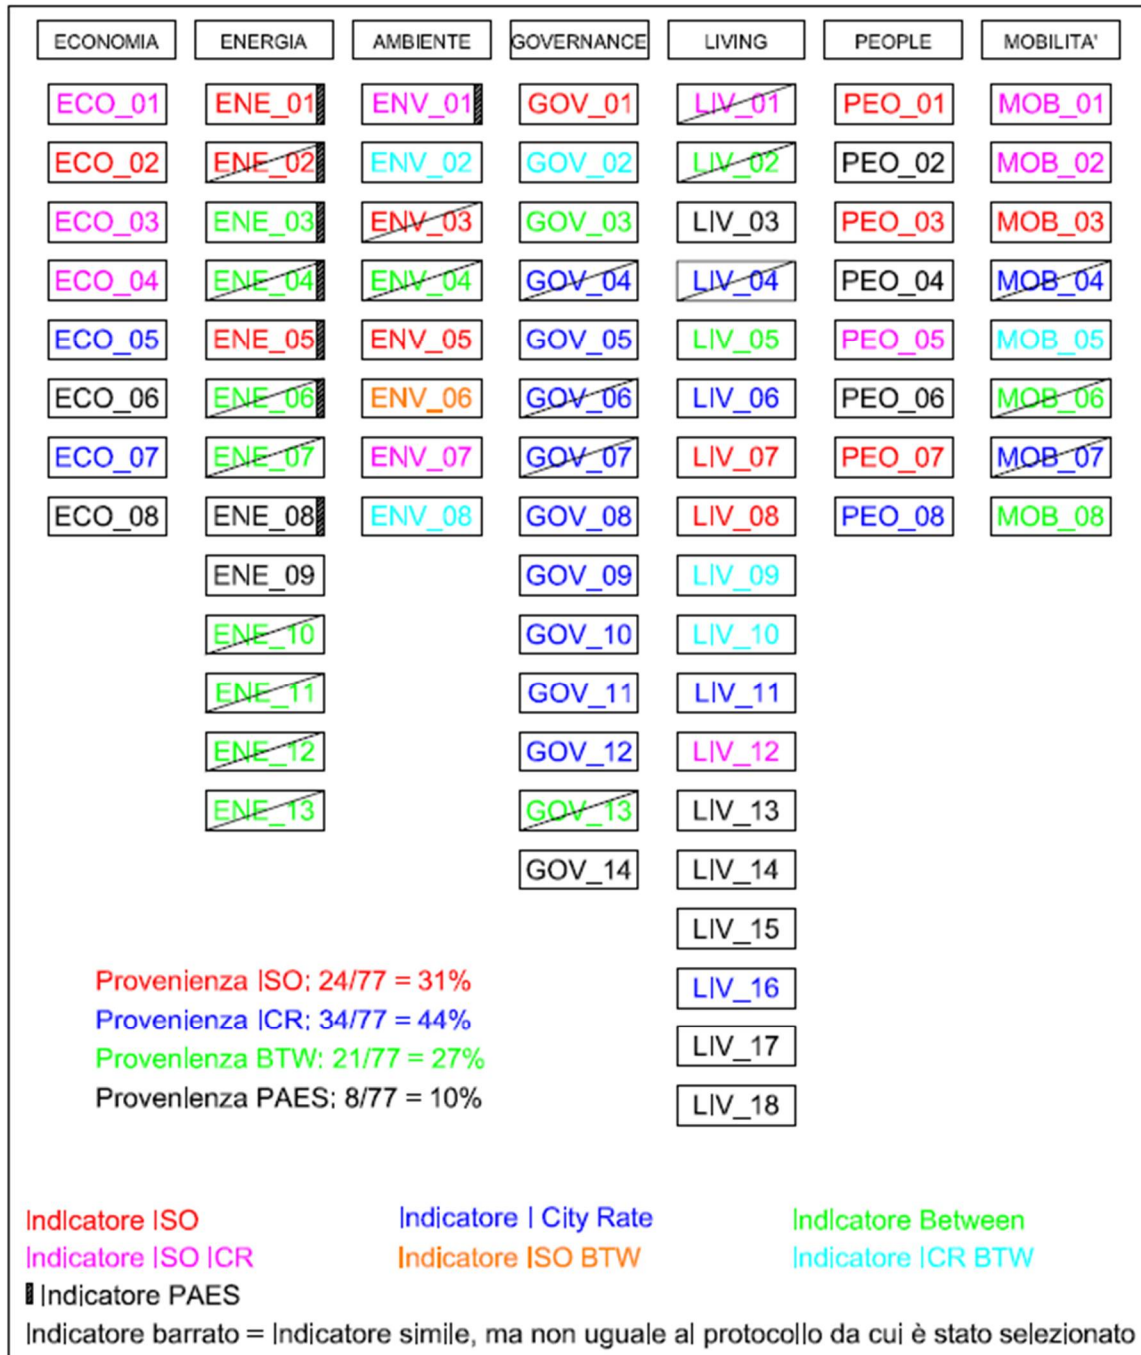 ECONOMIA ENERGIA AMBIENTE GOVERNANCE LIVING PEOPLE MOBILITA'
ECO_01 ENE_01 ENV_01 GOV_01 LIV_01 PEO_01 MOB_01
ECO_02 ENE_02 ENV_02 GOV_02 LIV_02 PEO_02 MOB_02
ECO_03 ENE_03 ENV_03 GOV_03 LIV_03 PEO_03 MOB_03
ECO_04 ENE_04 ENV_04 GOV_04 LIV_04 PEO_04 MOB_04
ECO_05 ENE_05 ENV_05 GOV_05 LIV_05 PEO_05 MOB_05
ECO_06 ENE_06 ENV_06 GOV_06 LIV_06 PEO_06 MOB_06
ECO_07 ENE_07 ENV_07 GOV_07 LIV_07 PEO_07 MOB_07
ECO_08 ENE_08 ENV_08 GOV_08 LIV_08 PEO_08 MOB_08
ENE_09 GOV_09 LIV_09
ENE_10 GOV_10 LIV_10
ENE_11 GOV_11 LIV_11
ENE_12 GOV_12 LIV_12
ENE_13 GOV_13 LIV_13
GOV_14 LIV_14
LIV_15
Provenienza ISO: 24/77 = 31%
LIV_16
Provenienza ICR: 34/77 = 44%
Provenienza BTW: 21/77 = 27%
LIV_17
Provenienza PAES: 8/77 = 10%
LIV_18
Indicatore ISO Indicatore I City Rate Indicatore Between
Indicatore ISO ICR Indicatore ISO BTW Indicatore ICR BTW
Indicatore PAES
Indicatore barrato = Indicatore simile, ma non uguale al protocollo da cui è stato selezionato